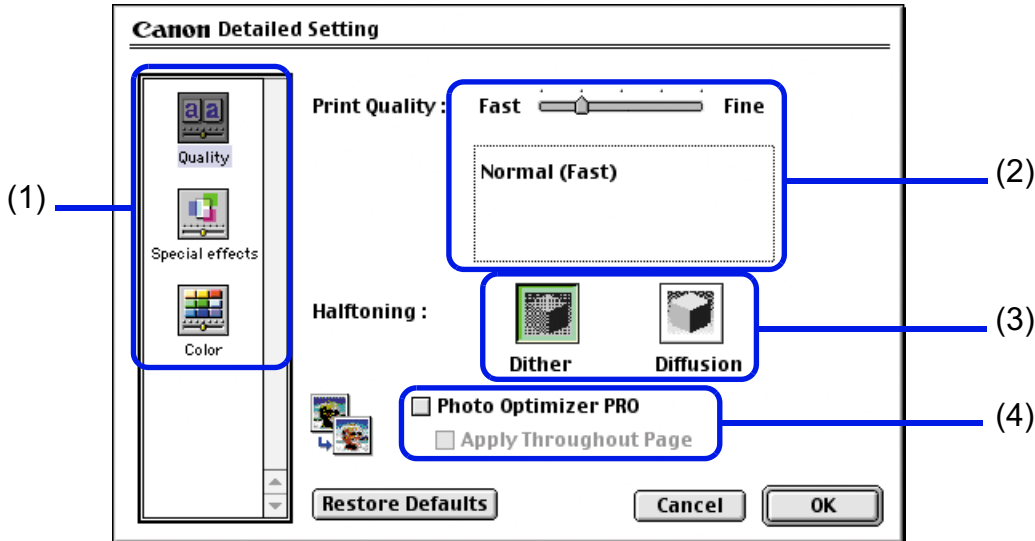 Canon Detailed Setting
(1)
Quality
Special effects
Color
Print Quality : Fast Fine
Normal (Fast)
(2)
Halftoning :
Dither Diffusion
(3)
Photo Optimizer PRO
Apply Throughout Page
(4)
Restore Defaults Cancel OK